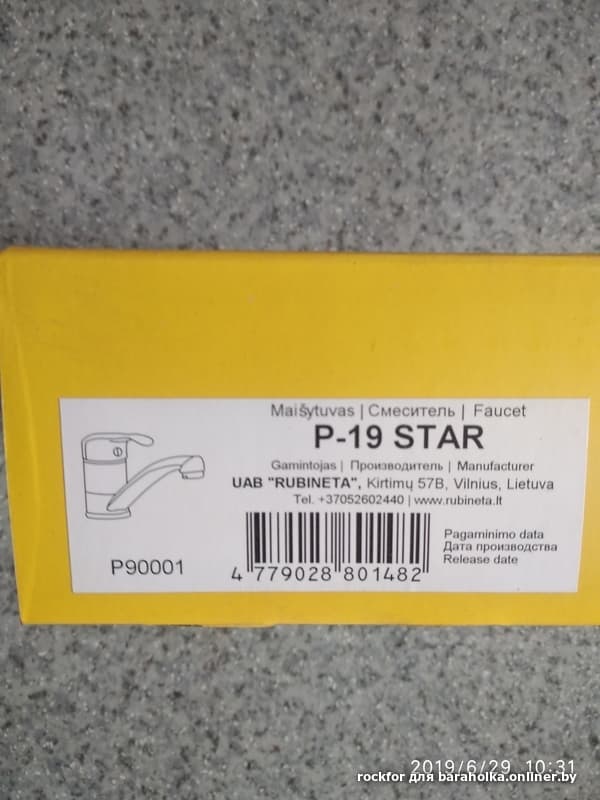 Maišytuvas | Смеситель | Faucet
P-19 STAR
Gamintojas | Производитель | Manufacturer
UAB "RUBINETA", Kirtimų 57B, Vilnius, Lietuva
Tel. +37052602440 | www.rubineta.lt
P90001
4 779028 801482
Pagaminimo data
Дата производства
Release date
2019/6/29 10:31
rockfor для baraholka.onliner.by